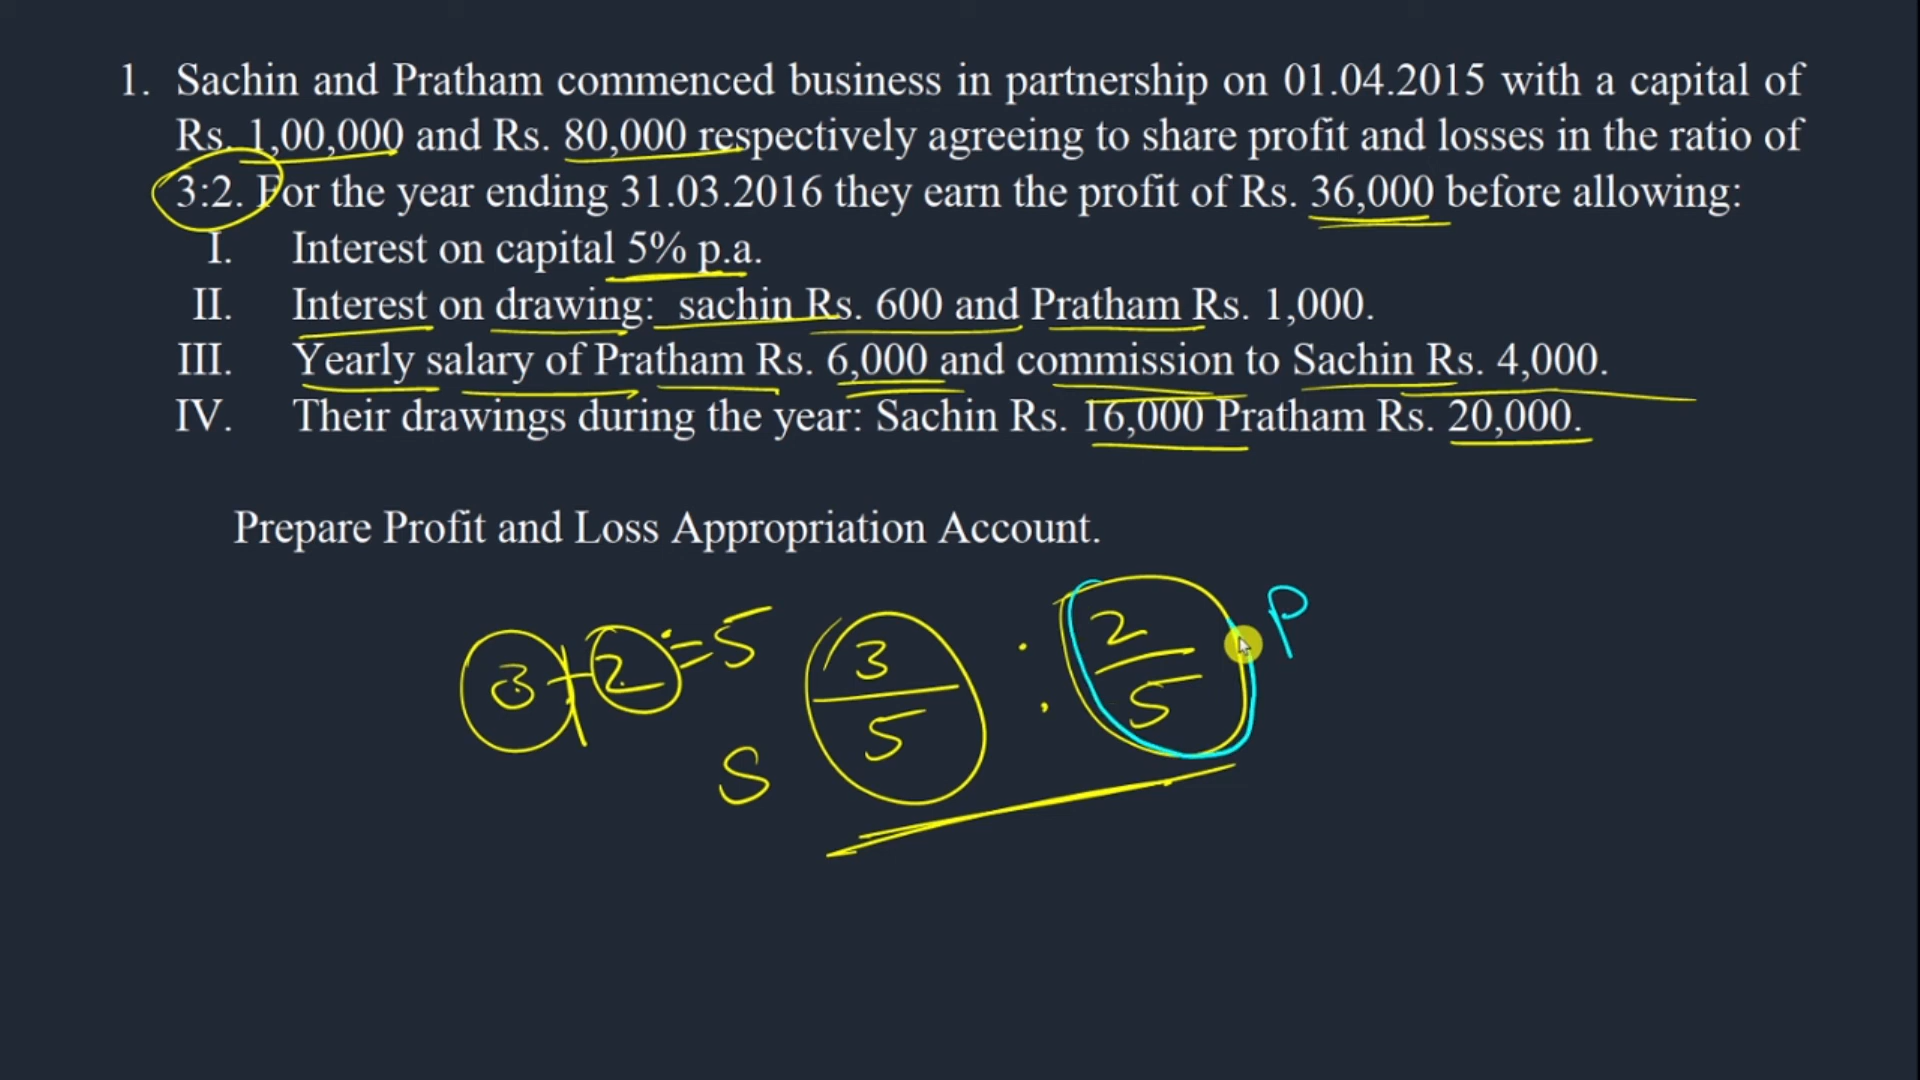 1. Sachin and Pratham commenced business in partnership on 01.04.2015 with a capital of
Rs. 1,00,000 and Rs. 80,000 respectively agreeing to share profit and losses in the ratio of
3:2. For the year ending 31.03.2016 they earn the profit of Rs. 36,000 before allowing:
I. Interest on capital 5% p.a.
II. Interest on drawing: sachin Rs. 600 and Pratham Rs. 1,000.
III. Yearly salary of Pratham Rs. 6,000 and commission to Sachin Rs. 4,000.
IV. Their drawings during the year: Sachin Rs. 16,000 Pratham Rs. 20,000.
Prepare Profit and Loss Appropriation Account.
3+2=5 3/5 : 2/5 P
S